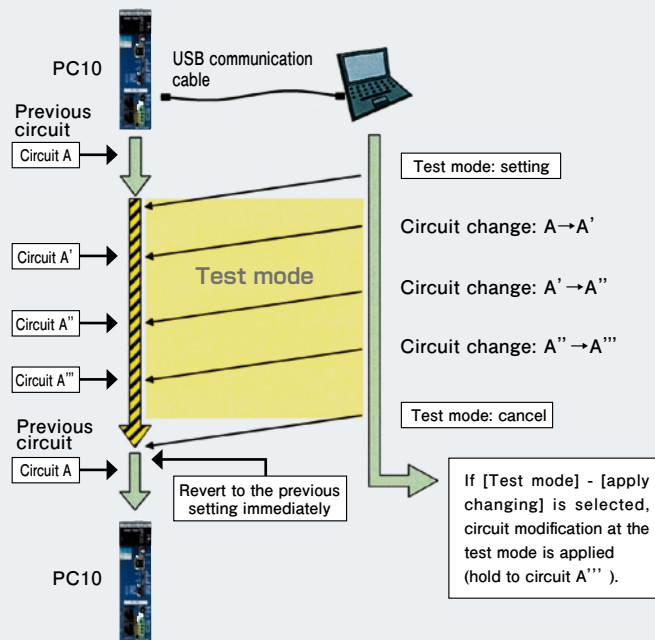 PC10
USB communication
cable
Previous
circuit
Circuit A
Test mode: setting
Circuit change: A→A'
Circuit A'
Test mode
Circuit change: A'→A''
Circuit A''
Circuit change: A''→A'''
Circuit A'''
Test mode: cancel
Previous
circuit
Circuit A
Revert to the previous
setting immediately
If [Test mode] - [apply
changing] is selected,
circuit modification at the
test mode is applied
(hold to circuit A''' ).
PC10